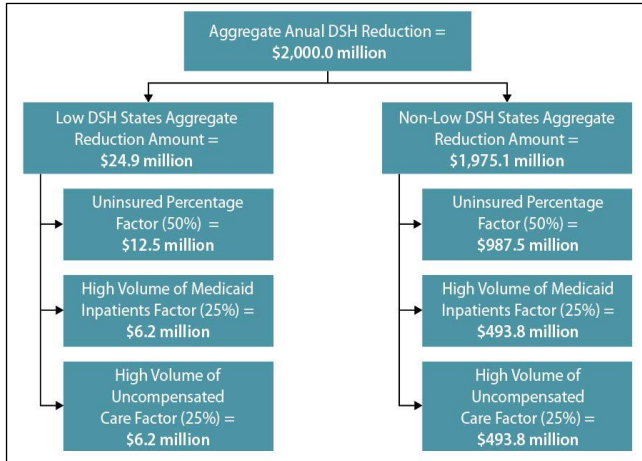 Aggregate Anual DSH Reduction =
$2,000.0 million
Low DSH States Aggregate
Reduction Amount =
$24.9 million
Uninsured Percentage
Factor (50%) =
$12.5 million
High Volume of Medicaid
Inpatients Factor (25%) =
$6.2 million
High Volume of
Uncompensated
Care Factor (25%) =
$6.2 million
Non-Low DSH States Aggregate
Reduction Amount =
$1,975.1 million
Uninsured Percentage
Factor (50%) =
$987.5 million
High Volume of Medicaid
Inpatients Factor (25%) =
$493.8 million
High Volume of
Uncompensated
Care Factor (25%) =
$493.8 million